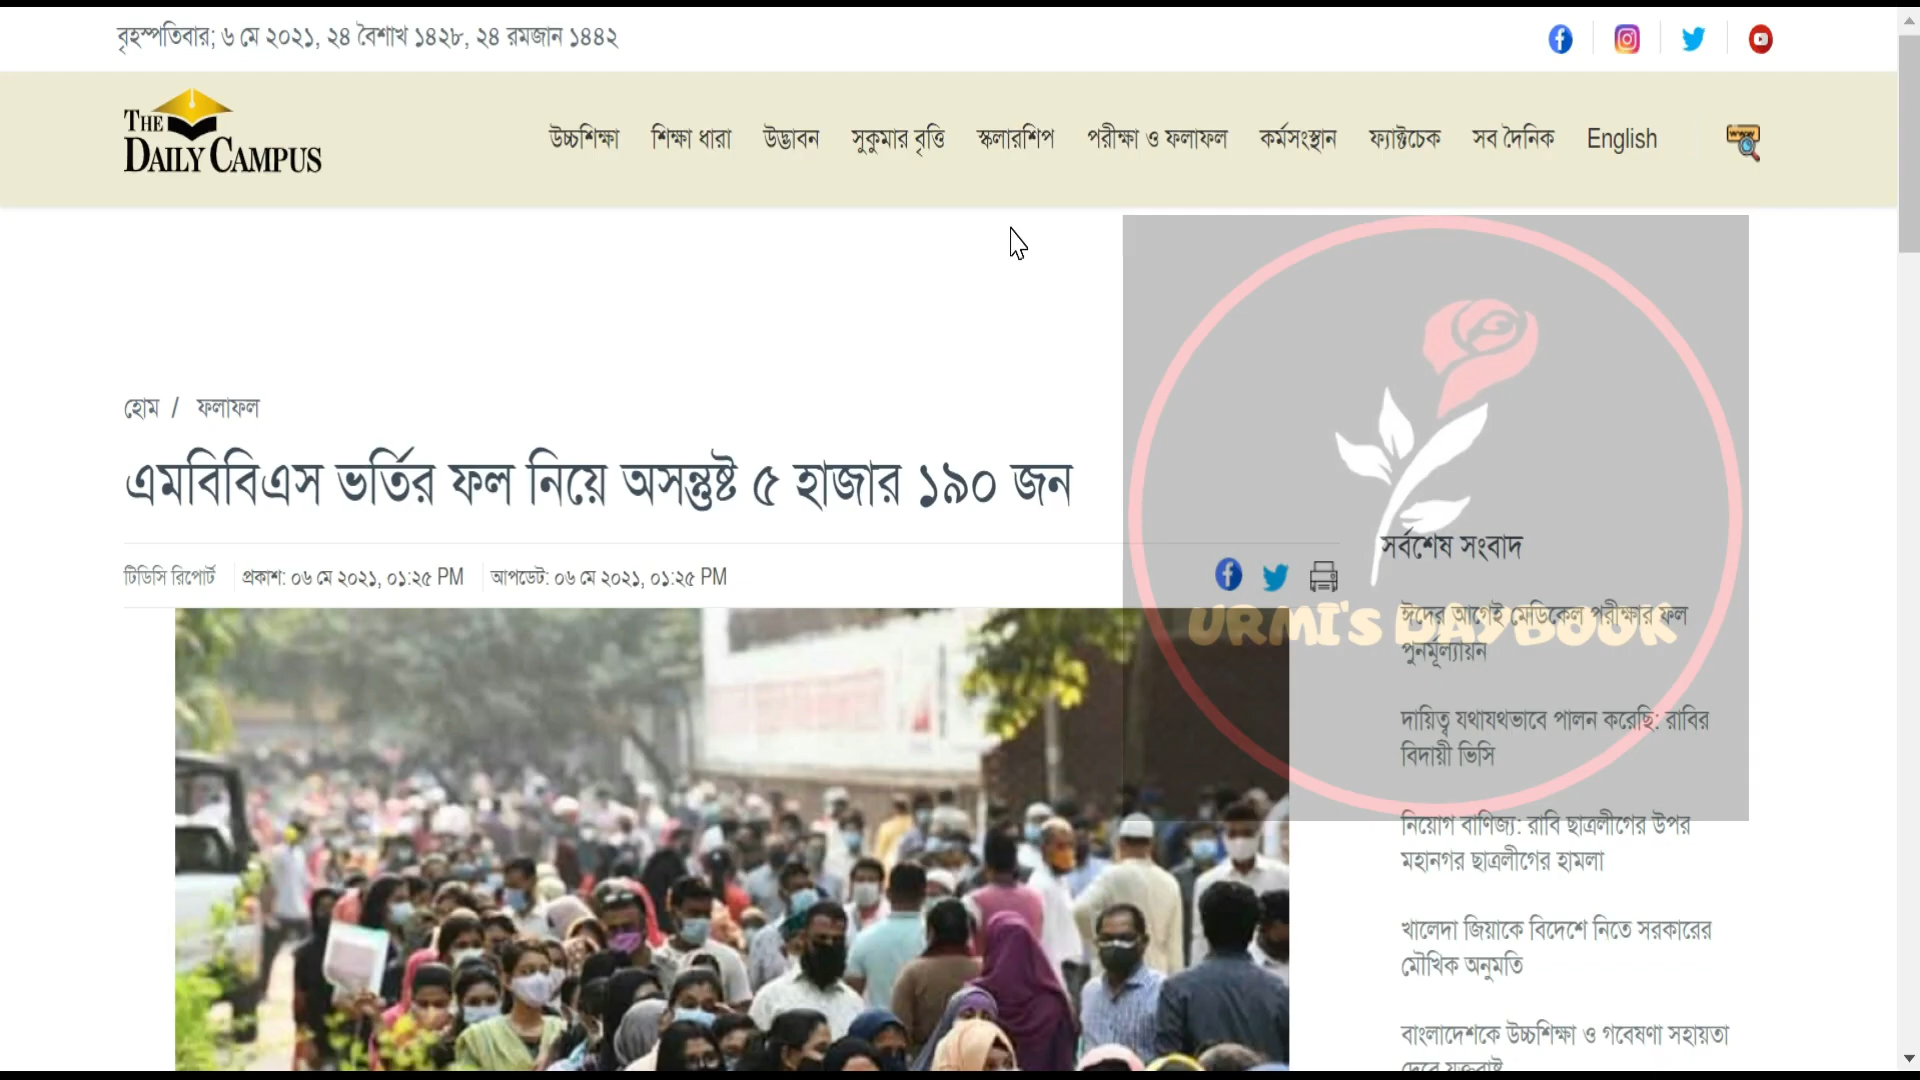 বৃহস্পতিবার; ৬ মে ২০২১, ২৪ বৈশাখ ১৪২৮, ২৪ রমজান ১৪৪২
THE
DAILY CAMPUS
উচ্চশিক্ষা শিক্ষা ধারা উদ্ভাবন সুকুমার বৃত্তি স্কলারশিপ পরীক্ষা ও ফলাফল কর্মসংস্থান ফ্যাক্টচেক সব দৈনিক English
www
হোম / ফলাফল
এমবিবিএস ভর্তির ফল নিয়ে অসন্তুষ্ট ৫ হাজার ১৯০ জন
টিডিসি রিপোর্ট প্রকাশ: ০৬ মে ২০২১, ০১:২৫ PM আপডেট: ০৬ মে ২০২১, ০১:২৫ PM
সর্বশেষ সংবাদ
URMI's DAYBOOK
ঈদের আগেই মেডিকেল পরীক্ষার ফল
পুনর্মূল্যায়ন
দায়িত্ব যথাযথভাবে পালন করেছি: রাবির
বিদায়ী ভিসি
নিয়োগ বাণিজ্য: রাবি ছাত্রলীগের উপর
মহানগর ছাত্রলীগের হামলা
খালেদা জিয়াকে বিদেশে নিতে সরকারের
মৌখিক অনুমতি
বাংলাদেশকে উচ্চশিক্ষা ও গবেষণা সহায়তা
দেবে যুক্তরাষ্ট্র